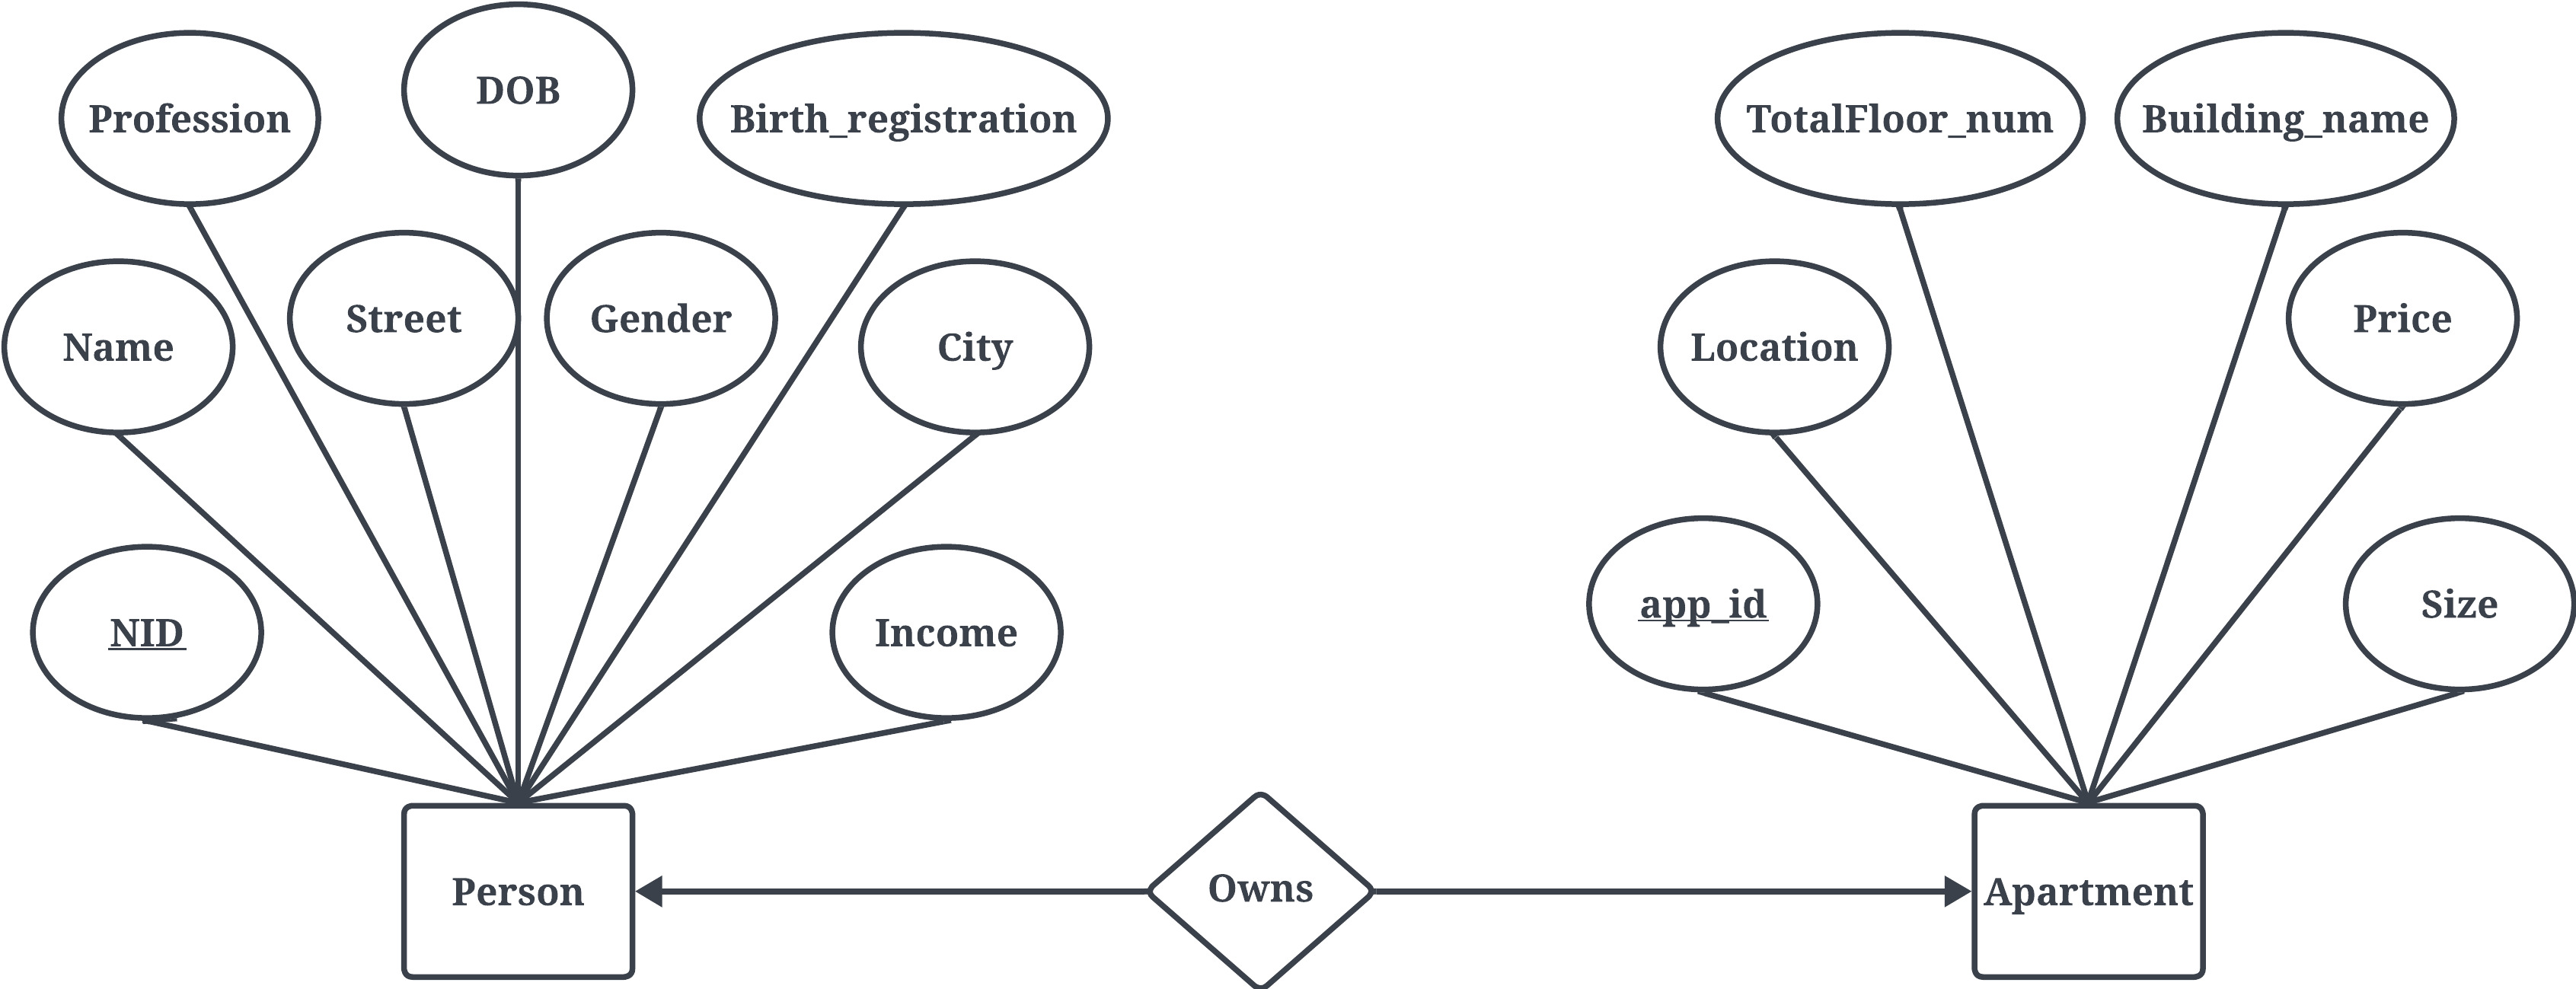 DOB
Profession
Birth_registration
TotalFloor_num
Building_name
Street
Gender
Price
Name
City
Location
app_id
Size
NID
Income
Person
Owns
Apartment